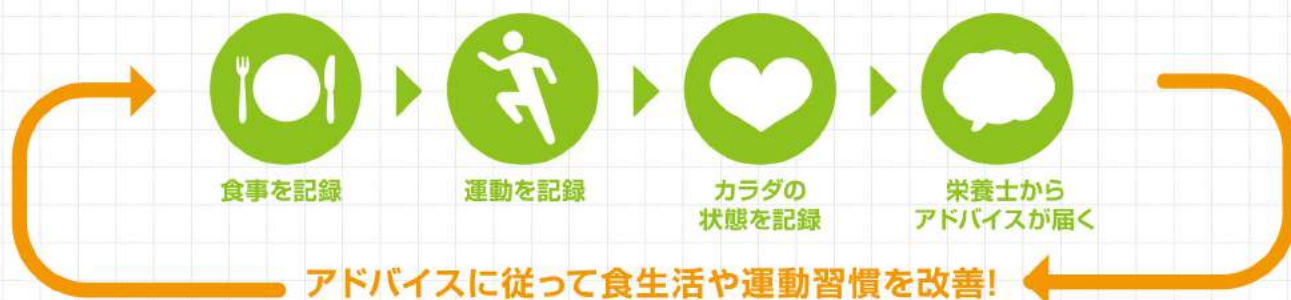 食事を記録
運動を記録
カラダの
状態を記録
栄養士から
アドバイスが届く
アドバイスに従って食生活や運動習慣を改善!